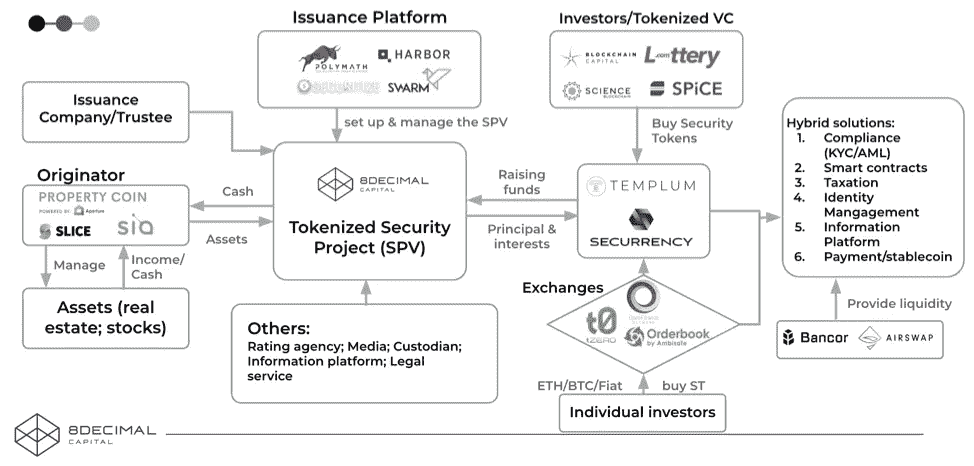 Issuance Platform
POLYMATH
HARBOR
SWARM
Investors/Tokenized VC
BLOCKCHAIN
CAPITAL
L.com ttery
SCIENCE
BLOCKCHAIN
SPiCE
Issuance
Company/Trustee
set up & manage the SPV
Buy Security
Tokens
Originator
PROPERTY COIN
POWERED BY Aperture
SLICE
sia
Cash
Assets
8DECIMAL
CAPITAL
Tokenized Security
Project (SPV)
Raising
funds
Principal &
interests
TEMPLUM
SECURRENCY
Hybrid solutions:
1. Compliance
(KYC/AML)
2. Smart contracts
3. Taxation
4. Identity
Mangagement
5. Information
Platform
6. Payment/stablecoin
Manage
Income/
Cash
Assets (real
estate; stocks)
Others:
Rating agency; Media; Custodian;
Information platform; Legal
service
Exchanges
t0
tZERO
Orderbook
by Ambisafe
Provide liquidity
Bancor
AIRSWAP
ETH/BTC/Fiat
buy ST
Individual investors
8DECIMAL
CAPITAL